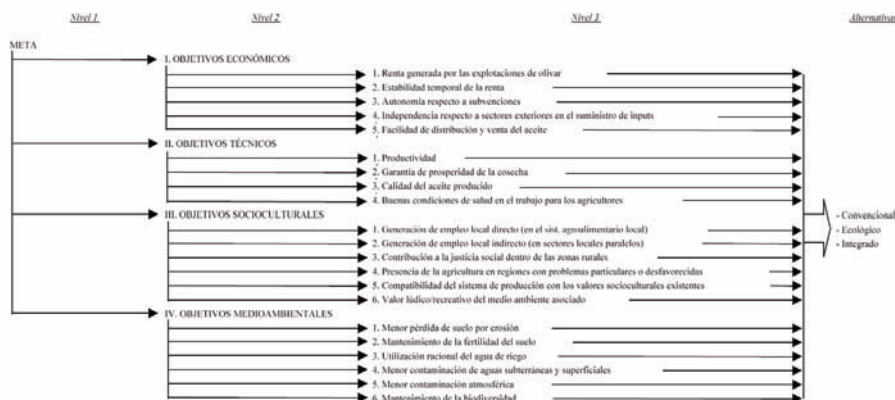 Nivel 1 Nivel 2 Nivel 3 Alternativas
META
I. OBJETIVOS ECONÓMICOS
1. Renta generada por las explotaciones de olivar
2. Estabilidad temporal de la renta
3. Autonomía respecto a subvenciones
4. Independencia respecto a sectores exteriores en el suministro de inputs
5. Facilidad de distribución y venta del aceite
II. OBJETIVOS TÉCNICOS
1. Productividad
2. Garantía de prosperidad de la cosecha
3. Calidad del aceite producido
4. Buenas condiciones de salud en el trabajo para los agricultores
III. OBJETIVOS SOCIOCULTURALES
1. Generación de empleo local directo (en el sist. agroalimentario local)
2. Generación de empleo local indirecto (en sectores locales paralelos)
3. Contribución a la justicia social dentro de las zonas rurales
4. Presencia de la agricultura en regiones con problemas particulares o desfavorecidas
5. Compatibilidad del sistema de producción con los valores socioculturales existentes
6. Valor lúdico/recreativo del medio ambiente asociado
- Convencional
- Ecológico
- Integrado
IV. OBJETIVOS MEDIOAMBIENTALES
1. Menor pérdida de suelo por erosión
2. Mantenimiento de la fertilidad del suelo
3. Utilización racional del agua de riego
4. Menor contaminación de aguas subterráneas y superficiales
5. Menor contaminación atmosférica
6. Mantenimiento de la biodiversidad